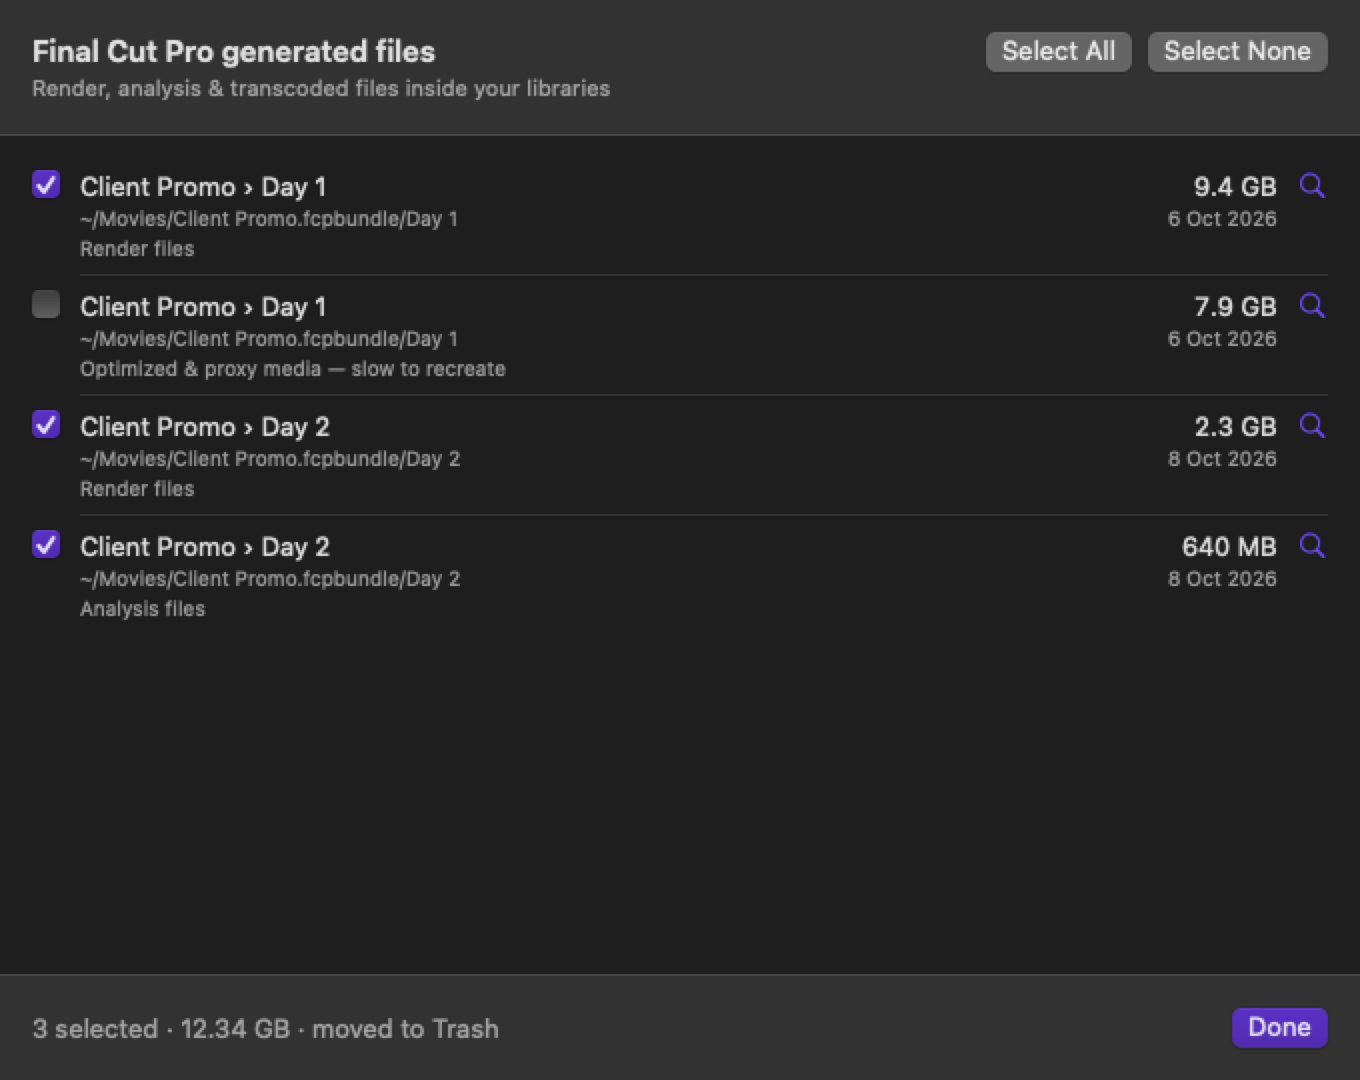 Final Cut Pro generated files
Select All
Select None
Render, analysis & transcoded files inside your libraries
Client Promo › Day 1
9.4 GB
~/Movies/Client Promo.fcpbundle/Day 1
6 Oct 2026
Render files
Client Promo › Day 1
7.9 GB
~/Movies/Client Promo.fcpbundle/Day 1
6 Oct 2026
Optimized & proxy media — slow to recreate
Client Promo › Day 2
2.3 GB
~/Movies/Client Promo.fcpbundle/Day 2
8 Oct 2026
Render files
Client Promo › Day 2
640 MB
~/Movies/Client Promo.fcpbundle/Day 2
8 Oct 2026
Analysis files
3 selected · 12.34 GB · moved to Trash
Done